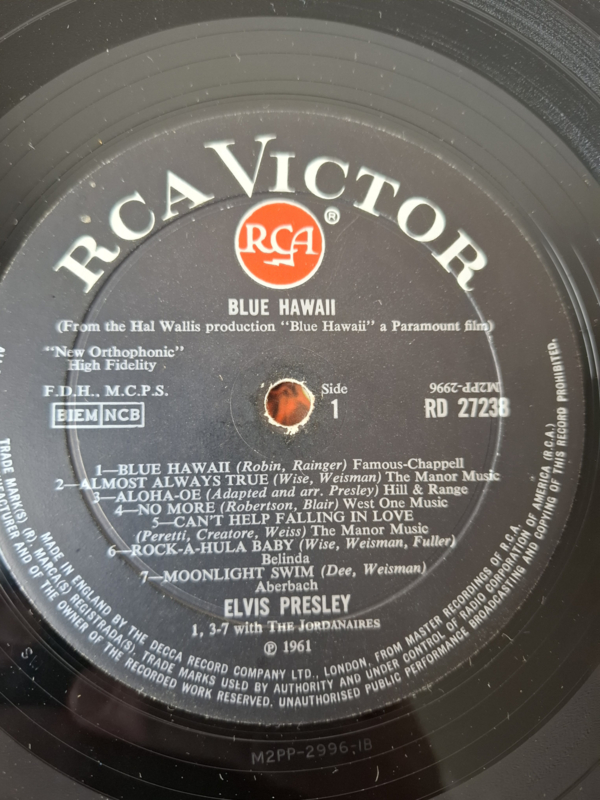 RCA VICTOR
RCA
®
BLUE HAWAII
(From the Hal Wallis production "Blue Hawaii" a Paramount film)
"New Orthophonic"
High Fidelity
F.D.H., M.C.P.S.
BIEM NCB
Side
1
M2PP-2996
RD 27238
1—BLUE HAWAII (Robin, Rainger) Famous-Chappell
2—ALMOST ALWAYS TRUE (Wise, Weisman) The Manor Music
3—ALOHA-OE (Adapted and arr. Presley) Hill & Range
4—NO MORE (Robertson, Blair) West One Music
5—CAN'T HELP FALLING IN LOVE
(Peretti, Creatore, Weiss) The Manor Music
6—ROCK-A-HULA BABY (Wise, Weisman, Fuller)
Belinda
7—MOONLIGHT SWIM (Dee, Weisman)
Aberbach
ELVIS PRESLEY
1, 3-7 with THE JORDANAIRES
℗ 1961
MADE IN ENGLAND BY THE DECCA RECORD COMPANY LTD., LONDON, FROM MASTER RECORDINGS OF R.C.A.
TRADE MARK(S) (R), MARCA(S) REGISTRADA(S). TRADE MARKS USED BY AUTHORITY AND UNDER CONTROL OF RADIO CORPORATION OF AMERICA (R.C.A.)
AND OF THE OWNER OF THE RECORDED WORK RESERVED. UNAUTHORISED PUBLIC PERFORMANCE BROADCASTING AND COPYING OF THIS RECORD PROHIBITED.
M2PP-2996-1B